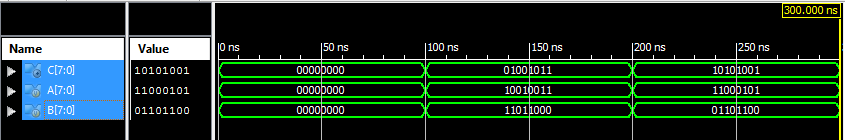 300.000 ns
Name Value 0 ns 50 ns 100 ns 150 ns 200 ns 250 ns
C[7:0] 10101001 00000000 01001011 10101001
A[7:0] 11000101 00000000 10010011 11000101
B[7:0] 01101100 00000000 11011000 01101100